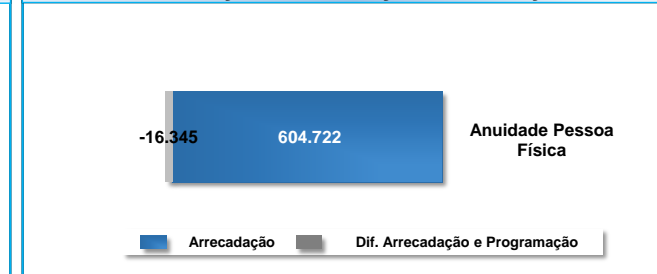 -16.345
604.722
Anuidade Pessoa
Física
Arrecadação
Dif. Arrecadação e Programação